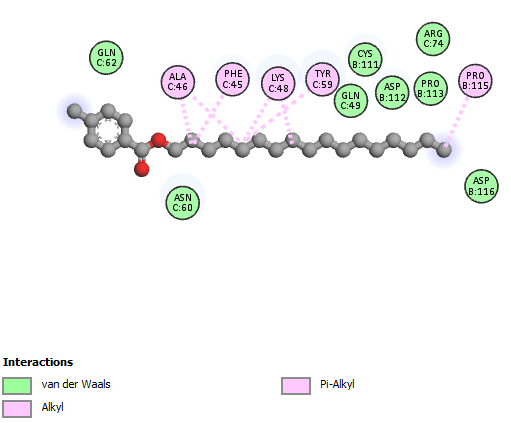 GLN
C:62
ALA
C:46
PHE
C:45
LYS
C:48
TYR
C:59
CYS
B:111
ARG
C:74
GLN
C:49
ASP
B:112
PRO
B:113
PRO
B:115
ASP
B:116
ASN
C:60
Interactions
van der Waals
Alkyl
Pi-Alkyl